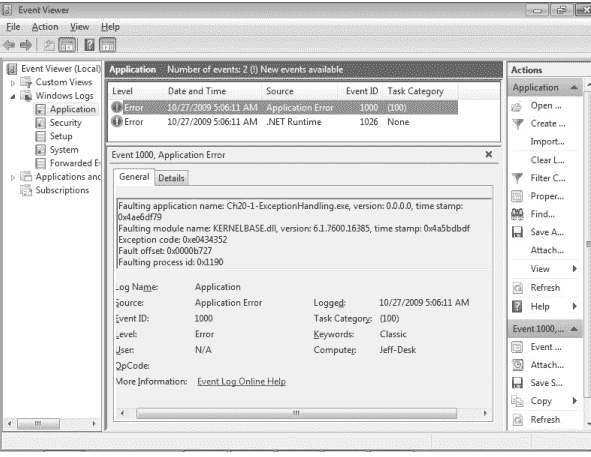 Event Viewer
File Action View Help
Event Viewer (Local)
Custom Views
Windows Logs
Application
Security
Setup
System
Forwarded Ev
Applications and
Subscriptions
Application Number of events: 2 (!) New events available
Level Date and Time Source Event ID Task Category
Error 10/27/2009 5:06:11 AM Application Error 1000 (100)
Error 10/27/2009 5:06:11 AM .NET Runtime 1026 None
Event 1000, Application Error
General Details
Faulting application name: Ch20-1-ExceptionHandling.exe, version: 0.0.0.0, time stamp:
0x4ae6df79
Faulting module name: KERNELBASE.dll, version: 6.1.7600.16385, time stamp: 0x4a5bdbdf
Exception code: 0xe0434352
Fault offset: 0x0000b727
Faulting process id: 0x1190
Log Name: Application
Source: Application Error Logged: 10/27/2009 5:06:11 AM
Event ID: 1000 Task Category: (100)
Level: Error Keywords: Classic
User: N/A Computer: Jeff-Desk
OpCode:
More Information: Event Log Online Help
Actions
Application
Open ...
Create ...
Import...
Clear L...
Filter C...
Proper...
Find...
Save A...
Attach...
View
Refresh
Help
Event 1000,...
Event ...
Attach...
Save S...
Copy
Refresh